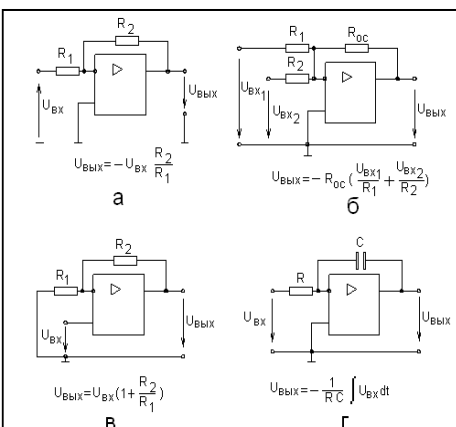 R2
R1
UВХ
UВЫХ
UВЫХ=−UВХ R2/R1
а
R1
Rос
R2
UВХ1
UВХ2
UВЫХ
UВЫХ=−Rос(UВХ1/R1+UВХ2/R2)
б
R2
R1
UВХ
UВЫХ
UВЫХ=UВХ(1+R2/R1)
в
C
R
UВХ
UВЫХ
UВЫХ=−1/RC∫UВХdt
г